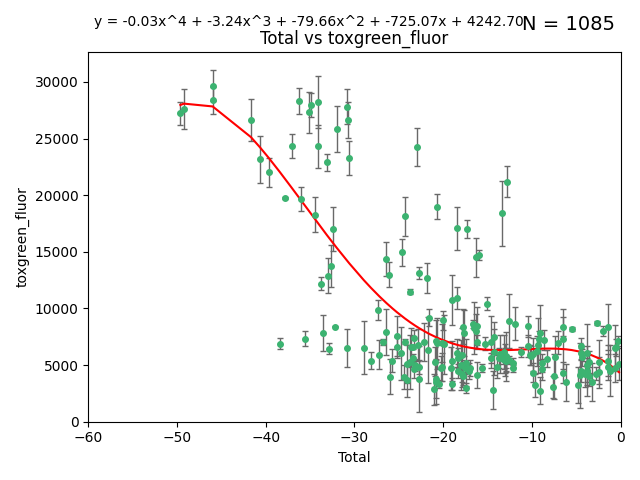 y = -0.03x^4 + -3.24x^3 + -79.66x^2 + -725.07x + 4242.70
N = 1085
Total vs toxgreen_fluor
toxgreen_fluor
30000
25000
20000
15000
10000
5000
0
−60 −50 −40 −30 −20 −10 0
Total